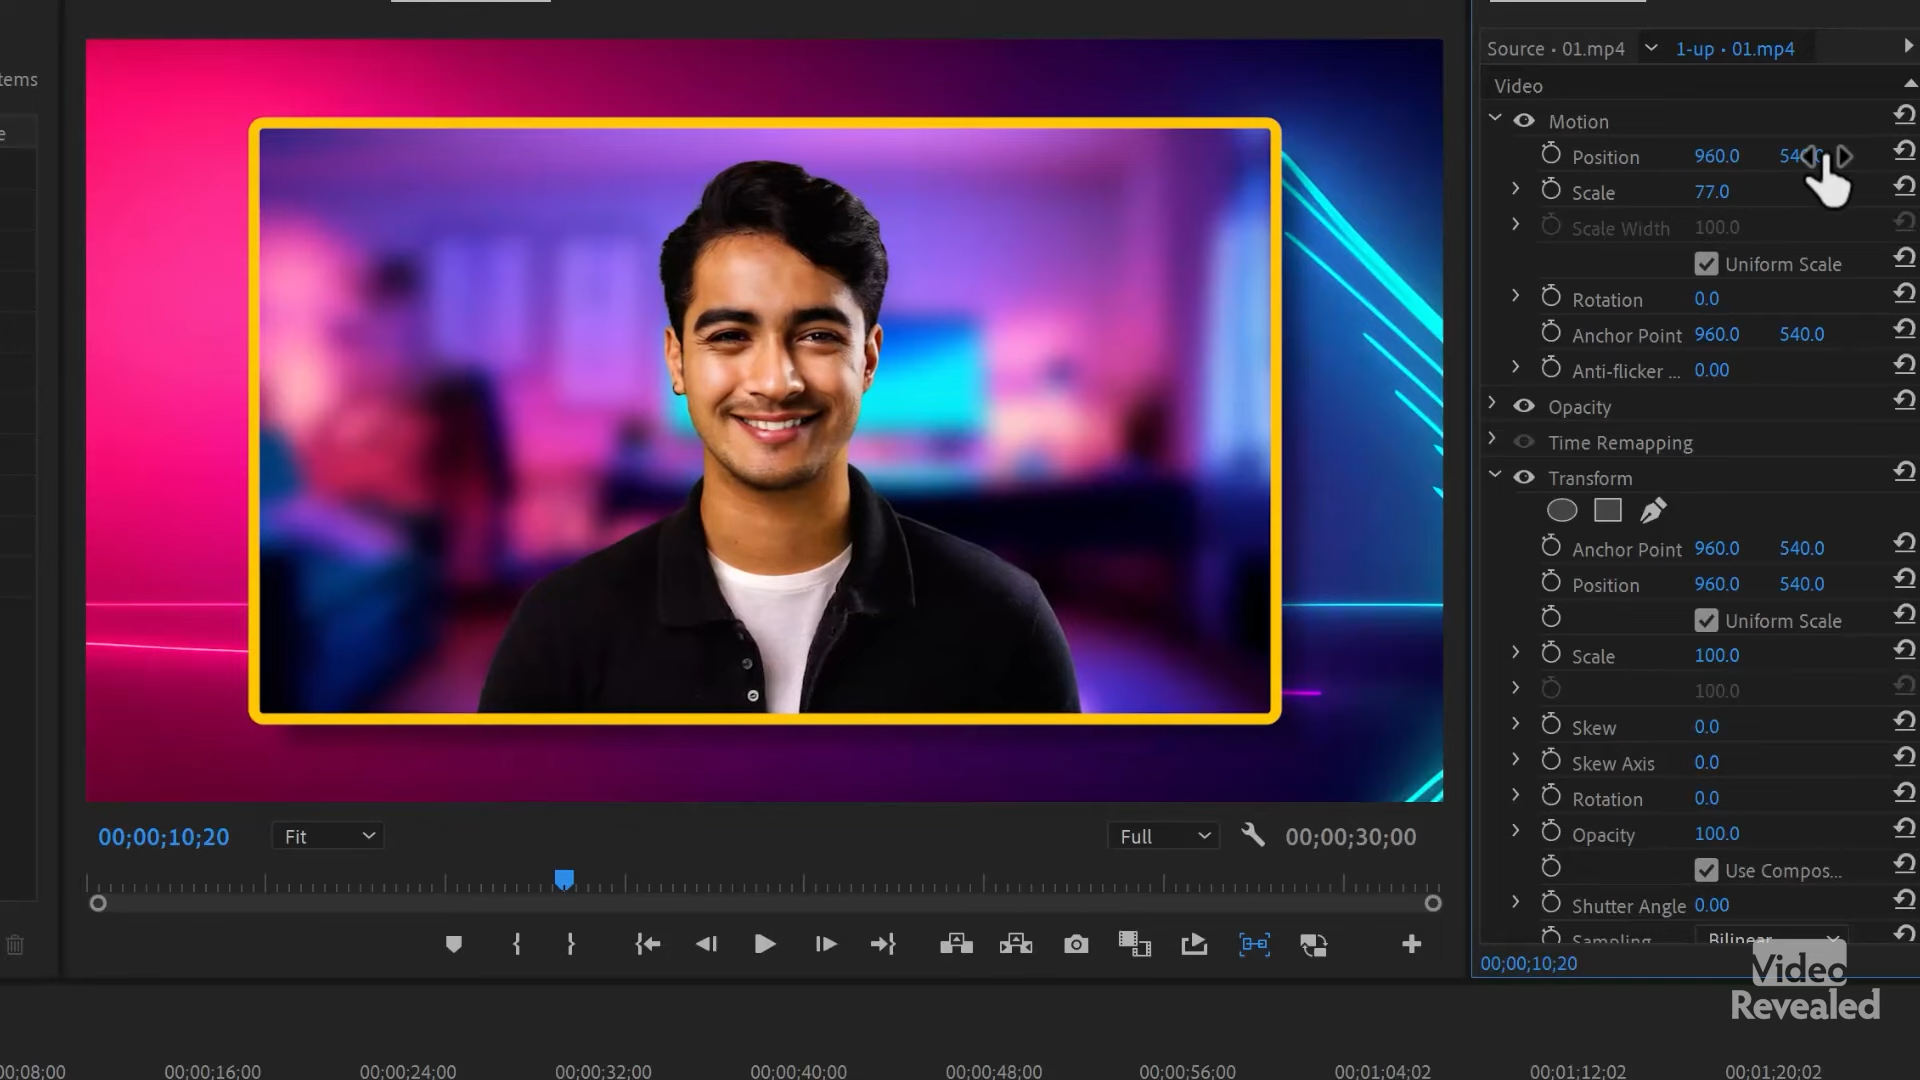 tems
e
Source • 01.mp4 1-up • 01.mp4
Video
Motion
Position 960.0 540.0
Scale 77.0
Scale Width 100.0
Uniform Scale
Rotation 0.0
Anchor Point 960.0 540.0
Anti-flicker ... 0.00
Opacity
Time Remapping
Transform
Anchor Point 960.0 540.0
Position 960.0 540.0
Uniform Scale
Scale 100.0
100.0
Skew 0.0
Skew Axis 0.0
Rotation 0.0
Opacity 100.0
Use Compos...
Shutter Angle 0.00
Sampling Bilinear
00;00;10;20
00;00;10;20 Fit Full 00;00;30;00
Video
Revealed
00;08;00 00;00;16;00 00;00;24;00 00;00;32;00 00;00;40;00 00;00;48;00 00;00;56;00 00;01;04;02 00;01;12;02 00;01;20;02